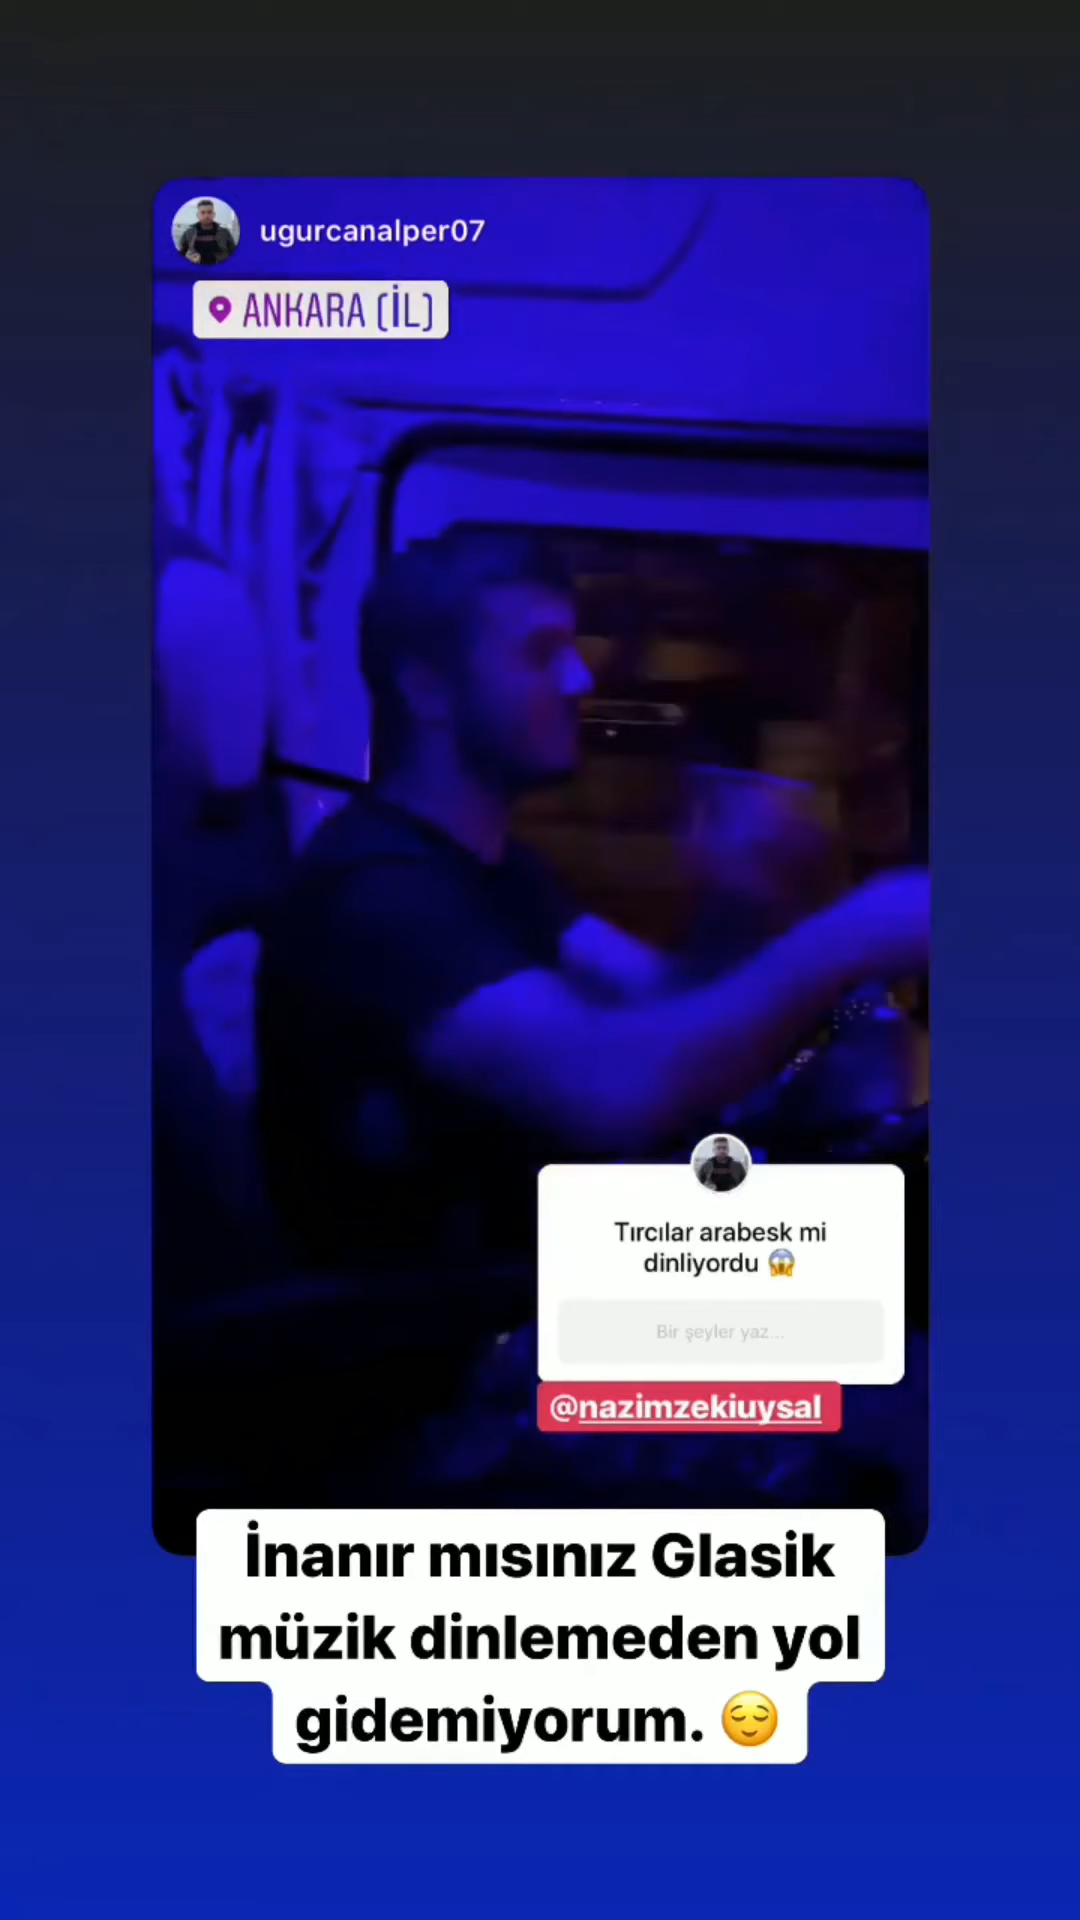 ugurcanalper07
ANKARA (İL)
Tırcılar arabesk mi
dinliyordu 😱
Bir şeyler yaz...
@nazimzekiuysal
İnanır mısınız Glasik
müzik dinlemeden yol
gidemiyorum. 😌